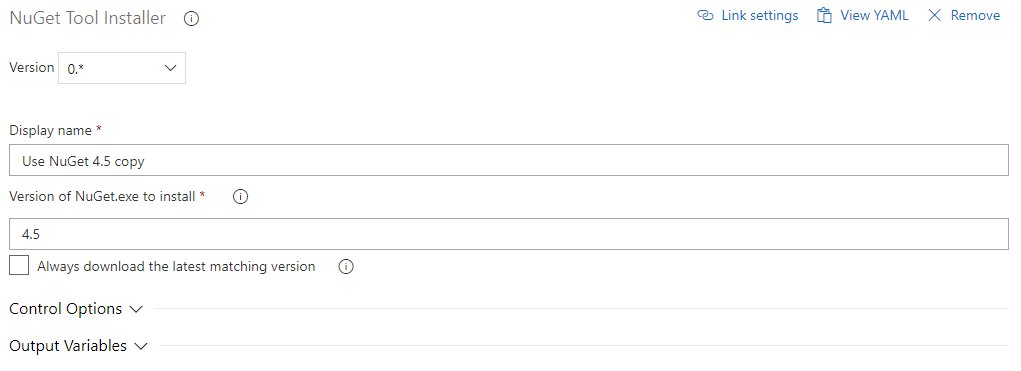 NuGet Tool Installer
Link settings
View YAML
Remove
Version
0.*
Display name *
Use NuGet 4.5 copy
Version of NuGet.exe to install *
4.5
Always download the latest matching version
Control Options
Output Variables